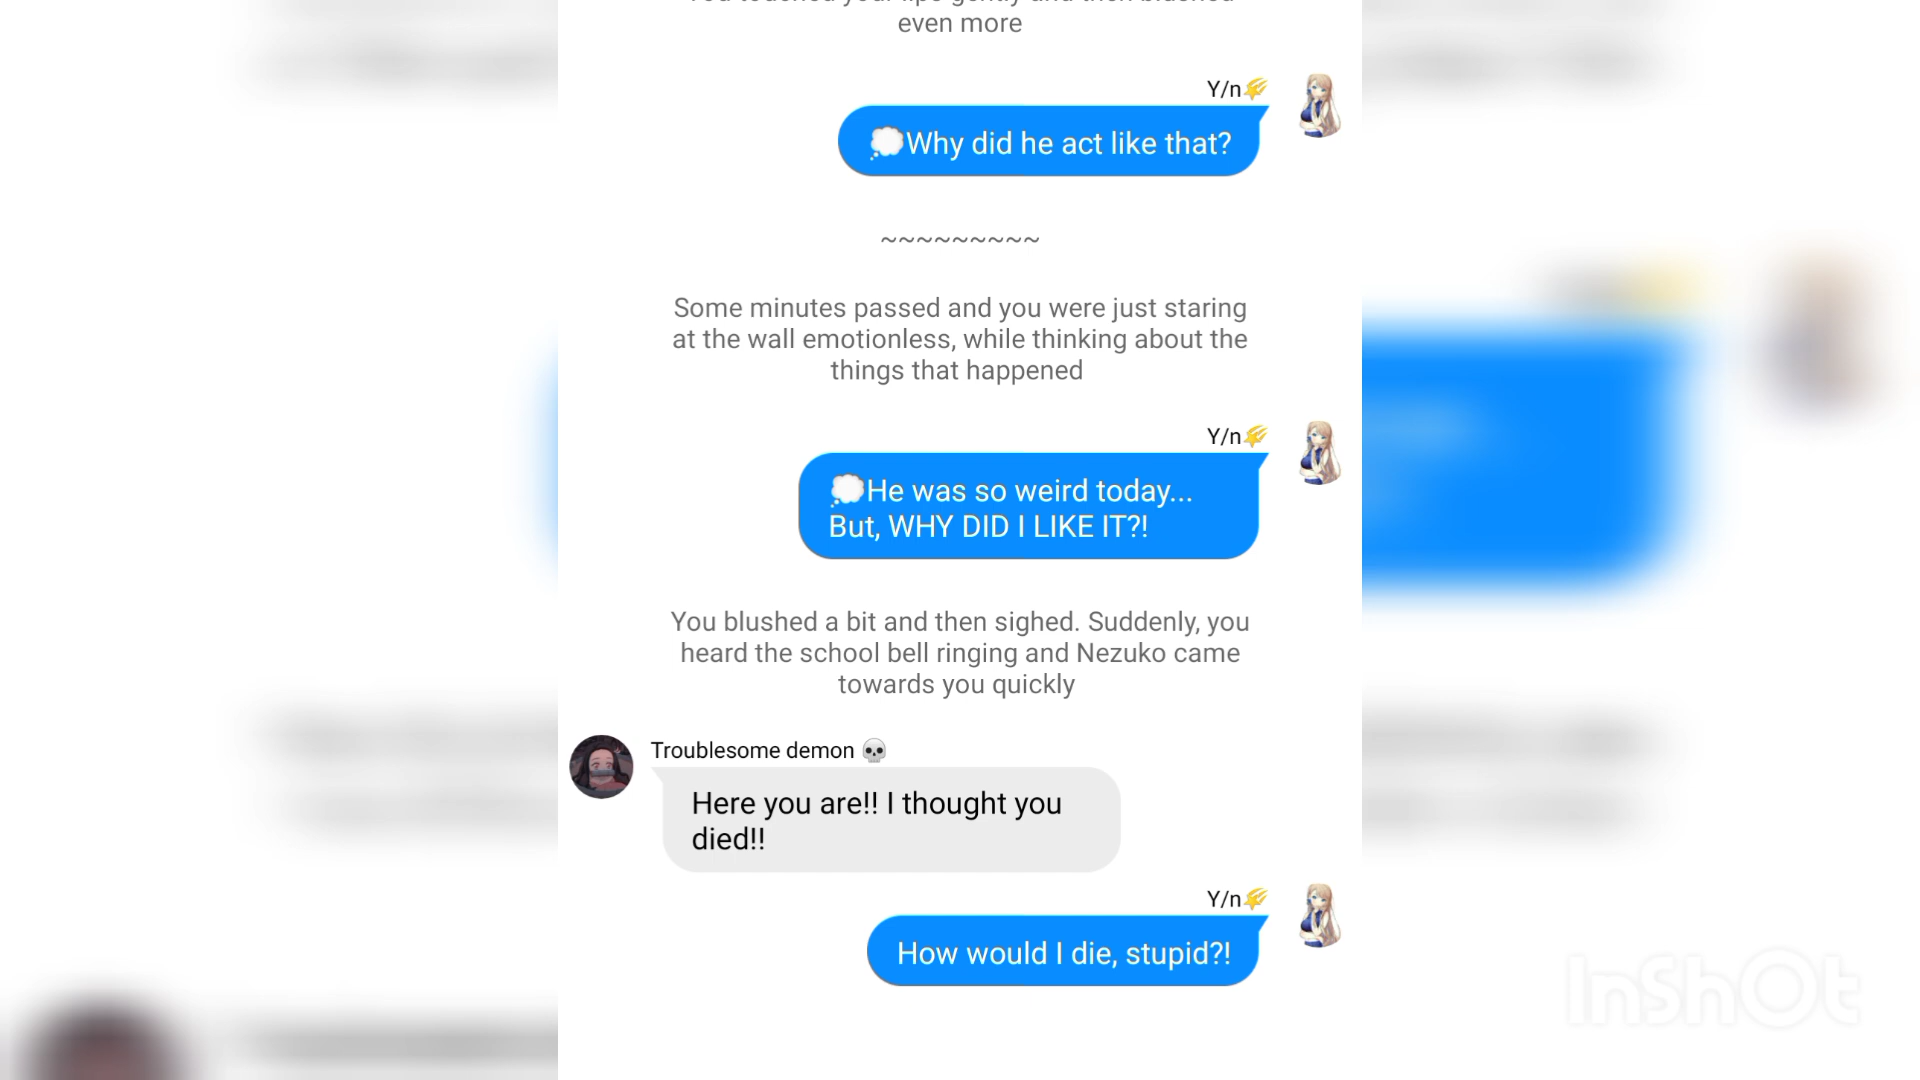 even more
Y/n
💭Why did he act like that?
~~~~~~~~~
Some minutes passed and you were just staring
at the wall emotionless, while thinking about the
things that happened
Y/n
💭He was so weird today...
But, WHY DID I LIKE IT?!
You blushed a bit and then sighed. Suddenly, you
heard the school bell ringing and Nezuko came
towards you quickly
Troublesome demon 💀
Here you are!! I thought you
died!!
Y/n
How would I die, stupid?!
InShOt